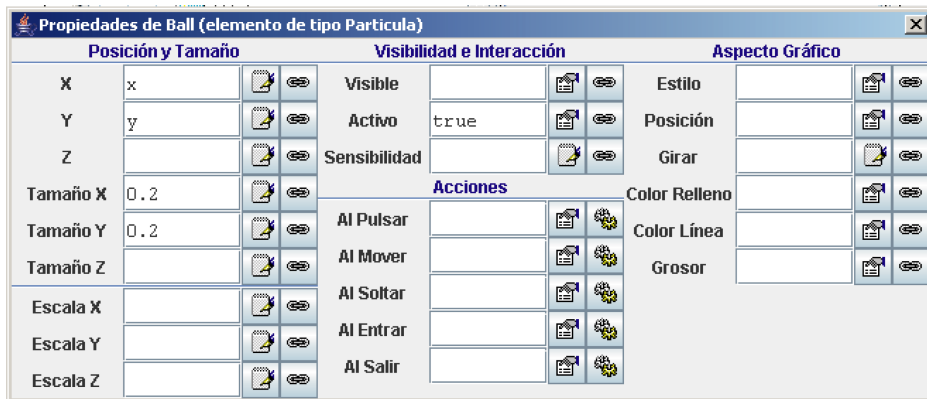 Propiedades de Ball (elemento de tipo Particula)
Posición y Tamaño
X x
Y y
Z
Tamaño X 0.2
Tamaño Y 0.2
Tamaño Z
Escala X
Escala Y
Escala Z
Visibilidad e Interacción
Visible
Activo true
Sensibilidad
Acciones
Al Pulsar
Al Mover
Al Soltar
Al Entrar
Al Salir
Aspecto Gráfico
Estilo
Posición
Girar
Color Relleno
Color Línea
Grosor